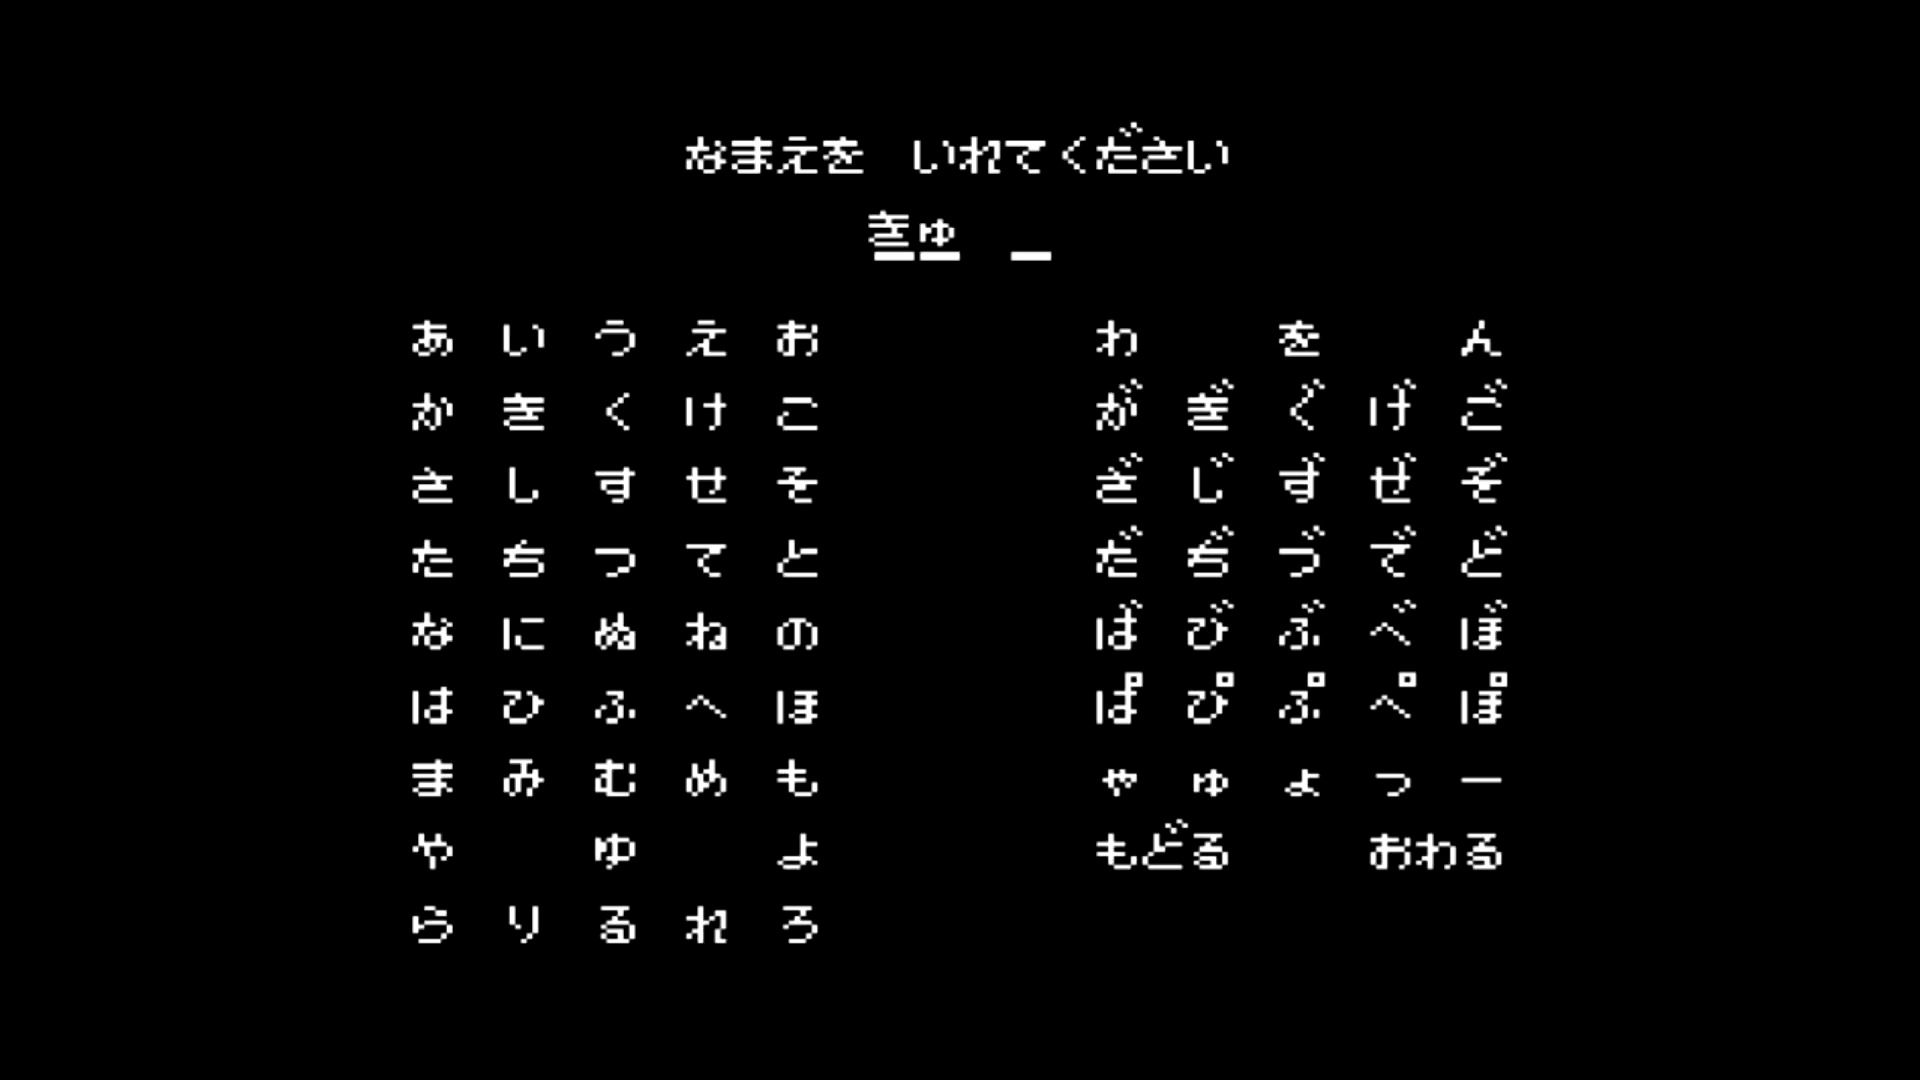 なまえを　いれてください
きゅ
あ い う え お わ を ん
か き く け こ が ぎ ぐ げ ご
さ し す せ そ ざ じ ず ぜ ぞ
た ち つ て と だ ぢ づ で ど
な に ぬ ね の ば び ぶ べ ぼ
は ひ ふ へ ほ ぱ ぴ ぷ ぺ ぽ
ま み む め も ゃ ゅ ょ っ ー
や ゆ よ もどる おわる
ら り る れ ろ